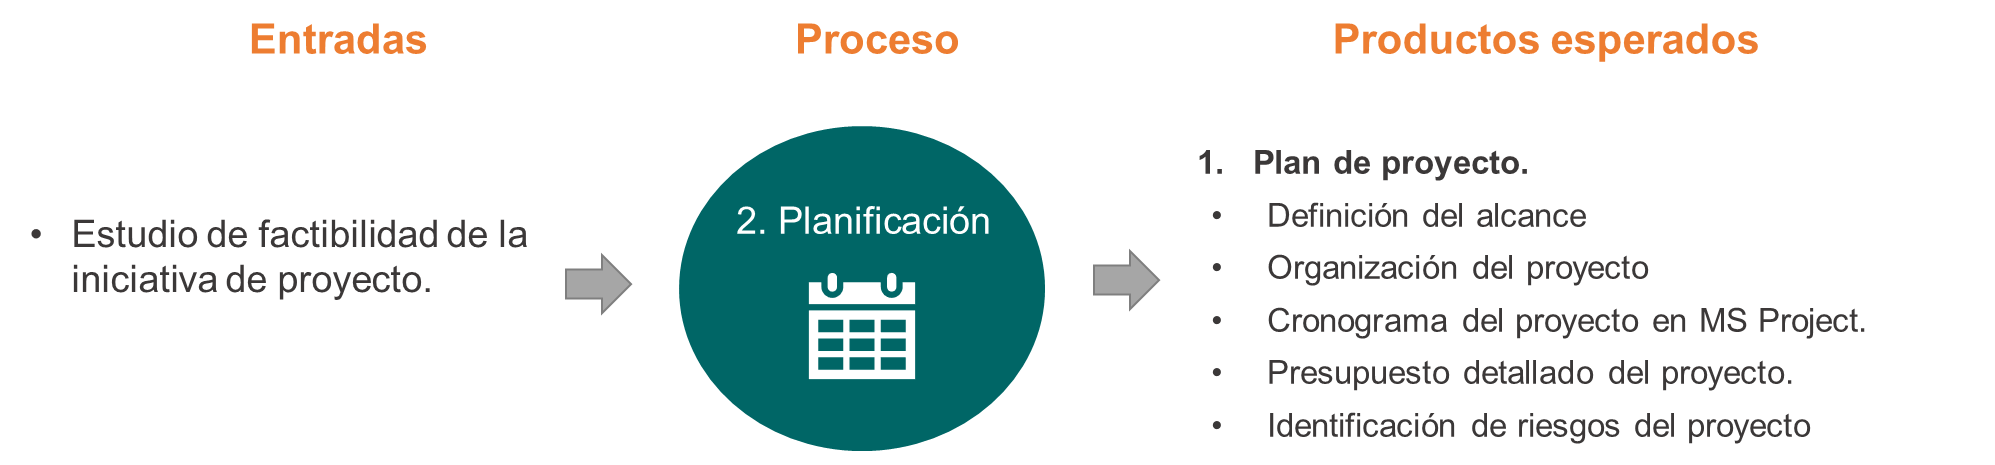 Entradas
Proceso
Productos esperados
• Estudio de factibilidad de la
iniciativa de proyecto.
2. Planificación
1. Plan de proyecto.
• Definición del alcance
• Organización del proyecto
• Cronograma del proyecto en MS Project.
• Presupuesto detallado del proyecto.
• Identificación de riesgos del proyecto